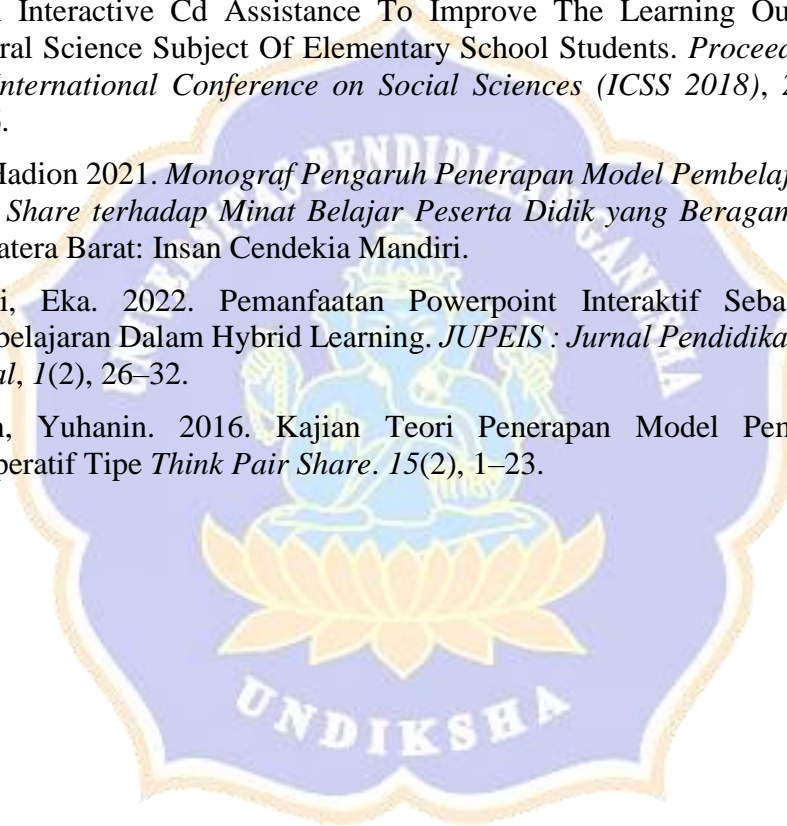 Interactive Cd Assistance To Improve The Learning Ou
ral Science Subject Of Elementary School Students. Proceed
International Conference on Social Sciences (ICSS 2018), 2
Hadion 2021. Monograf Pengaruh Penerapan Model Pembelaj
Share terhadap Minat Belajar Peserta Didik yang Beragam
atera Barat: Insan Cendekia Mandiri.
i, Eka. 2022. Pemanfaatan Powerpoint Interaktif Seba
belajaran Dalam Hybrid Learning. JUPEIS : Jurnal Pendidika
al, 1(2), 26–32.
n, Yuhanin. 2016. Kajian Teori Penerapan Model Pem
peratif Tipe Think Pair Share. 15(2), 1–23.
PENDIDIKAN GANESHA
UNDIKSHA